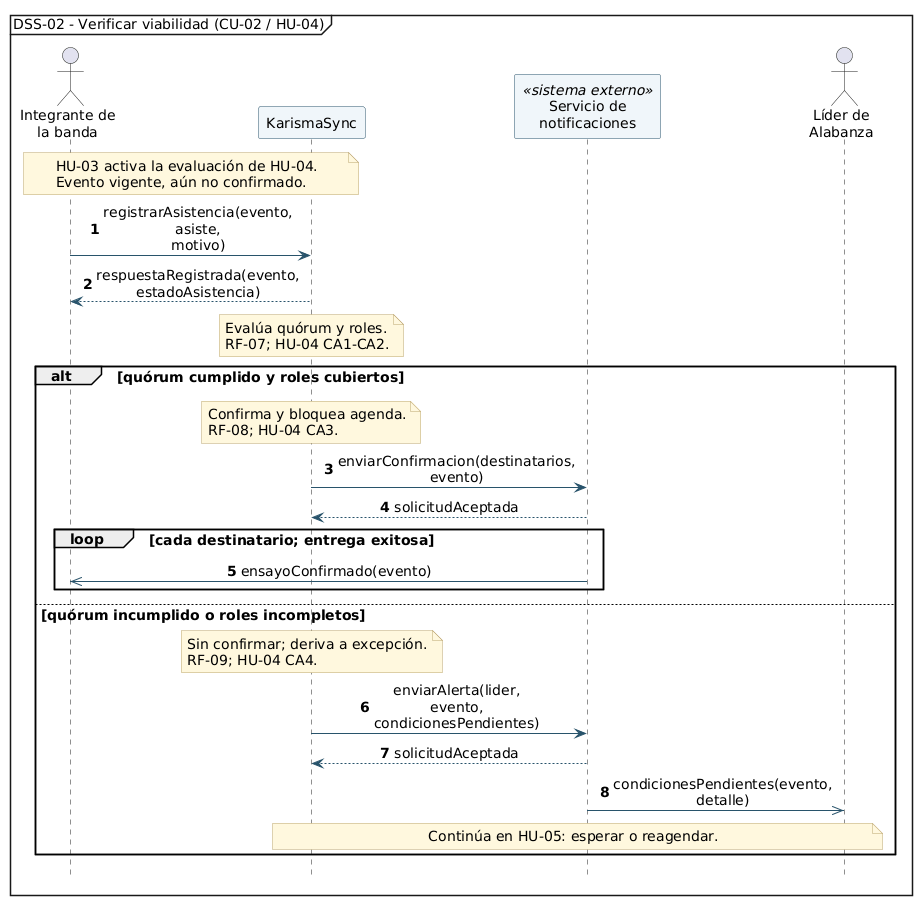 DSS-02 - Verificar viabilidad (CU-02 / HU-04)
Integrante de
la banda
KarismaSync
«sistema externo»
Servicio de
notificaciones
Líder de
Alabanza
HU-03 activa la evaluación de HU-04.
Evento vigente, aún no confirmado.
1 registrarAsistencia(evento,
asiste,
motivo)
2 respuestaRegistrada(evento,
estadoAsistencia)
Evalúa quórum y roles.
RF-07; HU-04 CA1-CA2.
alt [quórum cumplido y roles cubiertos]
Confirma y bloquea agenda.
RF-08; HU-04 CA3.
3 enviarConfirmacion(destinatarios,
evento)
4 solicitudAceptada
loop [cada destinatario; entrega exitosa]
5 ensayoConfirmado(evento)
[quórum incumplido o roles incompletos]
Sin confirmar; deriva a excepción.
RF-09; HU-04 CA4.
6 enviarAlerta(lider,
evento,
condicionesPendientes)
7 solicitudAceptada
8 condicionesPendientes(evento,
detalle)
Continúa en HU-05: esperar o reagendar.